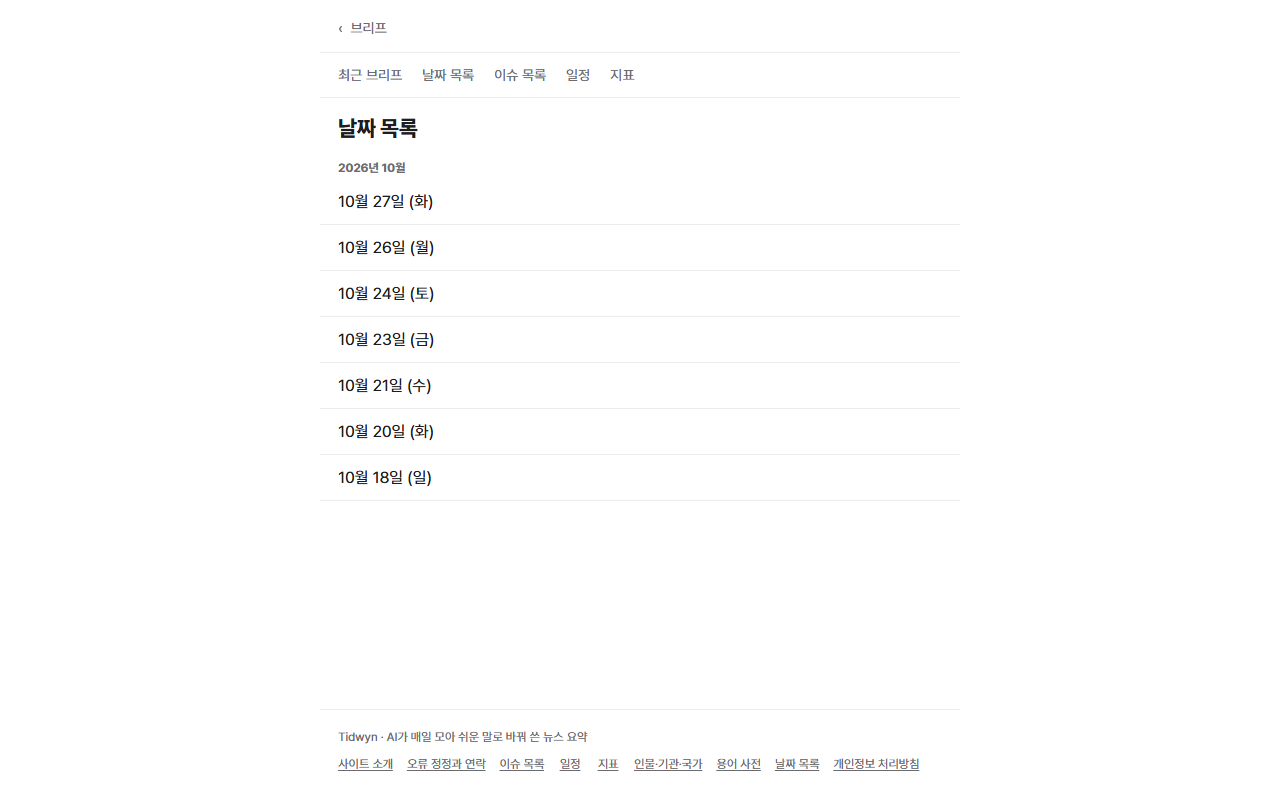 ‹ 브리프
최근 브리프 날짜 목록 이슈 목록 일정 지표
날짜 목록
2026년 10월
10월 27일 (화)
10월 26일 (월)
10월 24일 (토)
10월 23일 (금)
10월 21일 (수)
10월 20일 (화)
10월 18일 (일)
Tidwyn · AI가 매일 모아 쉬운 말로 바꿔 쓴 뉴스 요약
사이트 소개 오류 정정과 연락 이슈 목록 일정 지표 인물·기관·국가 용어 사전 날짜 목록 개인정보 처리방침